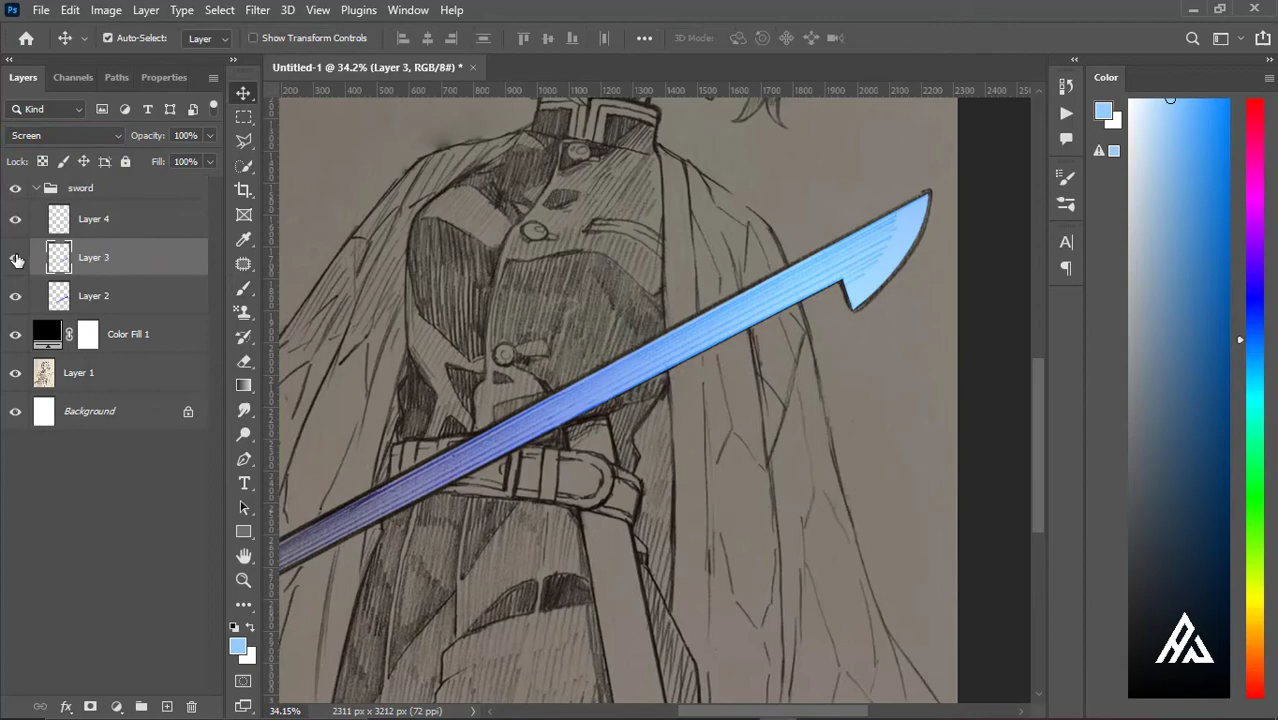 Ps File Edit Image Layer Type Select Filter 3D View Plugins Window Help
Auto-Select: Layer Show Transform Controls 3D Mode:
Layers Channels Paths Properties
Untitled-1 @ 34.2% (Layer 3, RGB/8#) *
Color
200 300 400 500 600 700 800 900 1000 1100 1200 1300 1400 1500 1600 1700 1800 1900 2000 2100 2200
Kind
Screen Opacity: 100%
Lock: Fill: 100%
sword
Layer 4
Layer 3
Layer 2
Color Fill 1
Layer 1
Background
34.15% 2311 px x 3212 px (72 ppi)